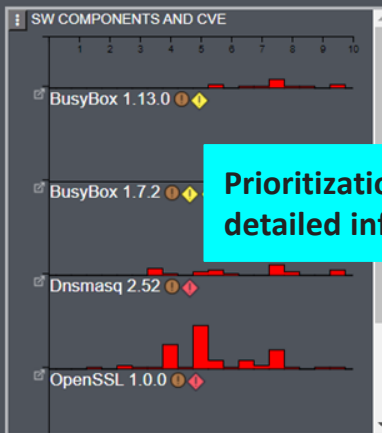 SW COMPONENTS AND CVE
1 2 3 4 5 6 7 8 9 10
BusyBox 1.13.0
BusyBox 1.7.2
Prioritizatio
detailed inf
Dnsmasq 2.52
OpenSSL 1.0.0